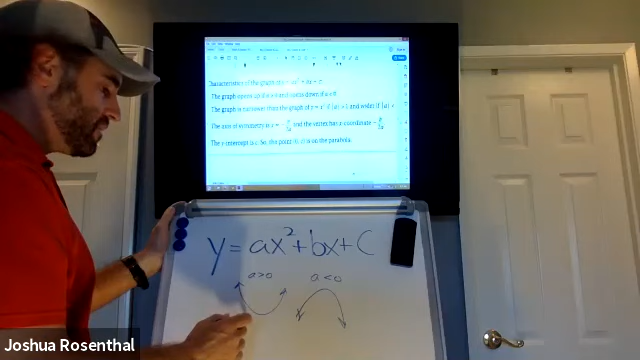 Characteristics of the graph of y = ax² + bx + c:
The graph opens up if a > 0 and opens down if a < 0.
The graph is narrower than the graph of y = x² if |a| > 1 and wider if |a| <
The axis of symmetry is x = - b/2a and the vertex has x-coordinate - b/2a
The y-intercept is c. So, the point (0, c) is on the parabola.
y = ax² + bx + c
a>0 a<0
Joshua Rosenthal